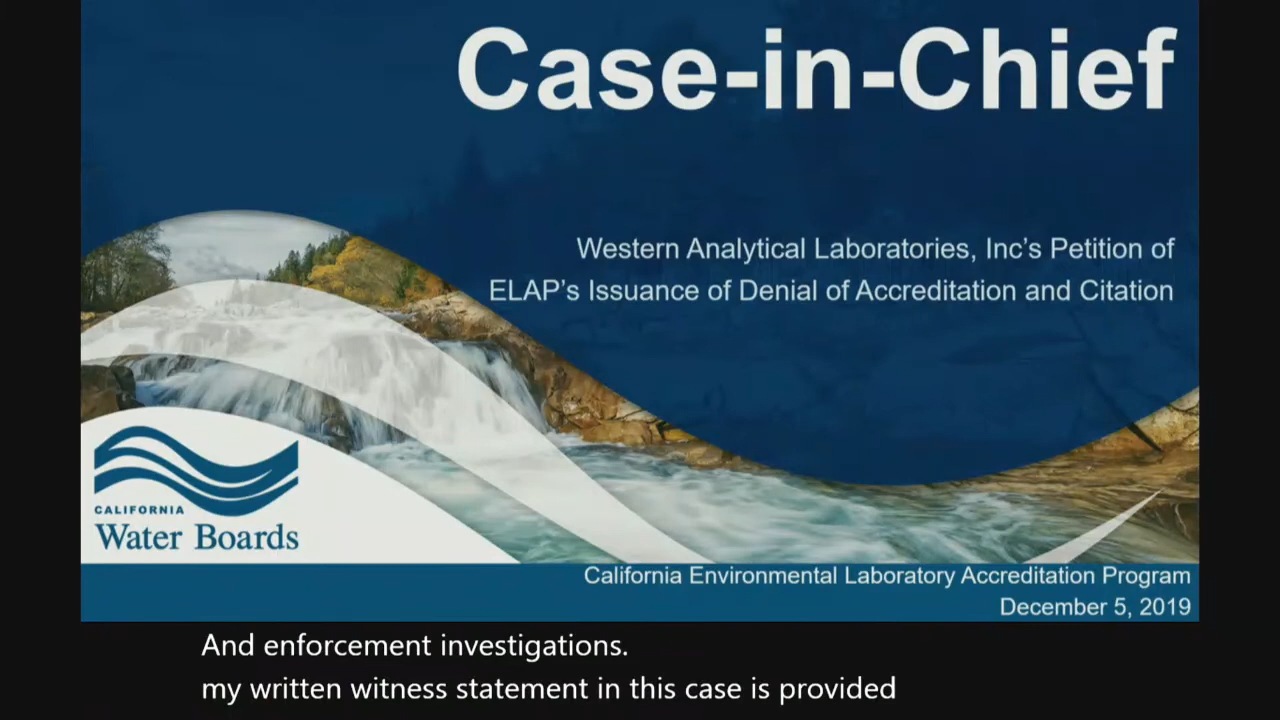 Case-in-Chief
Western Analytical Laboratories, Inc's Petition of
ELAP's Issuance of Denial of Accreditation and Citation
CALIFORNIA
Water Boards
California Environmental Laboratory Accreditation Program
December 5, 2019
And enforcement investigations.
my written witness statement in this case is provided